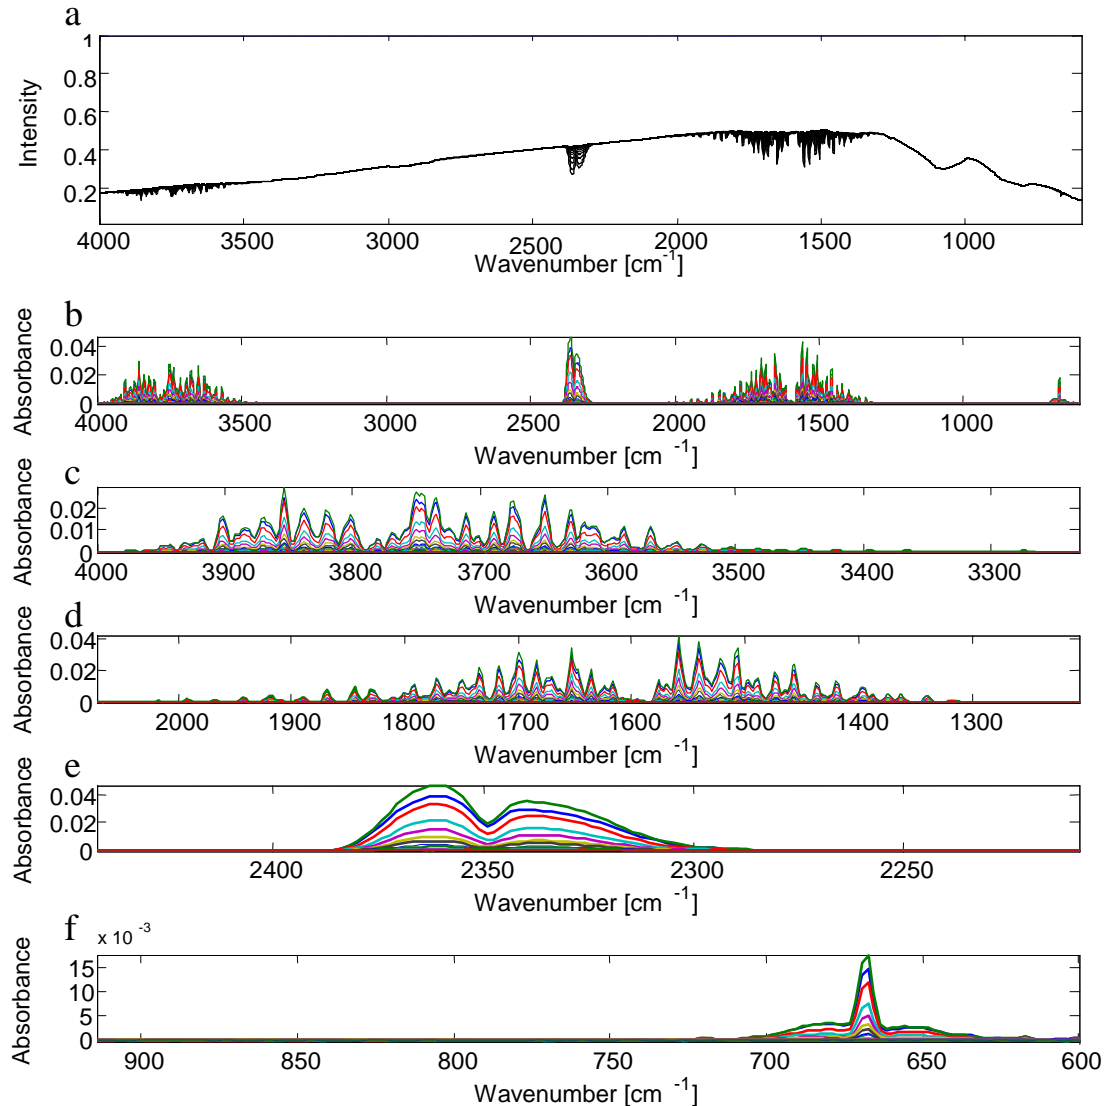 a
1
0.8
0.6
0.4
0.2
Intensity
4000 3500 3000 2500 2000 1500 1000
Wavenumber [cm-1]
b
0.04
0.02
0
Absorbance
4000 3500 3000 2500 2000 1500 1000
Wavenumber [cm -1]
c
0.02
0.01
0
Absorbance
4000 3900 3800 3700 3600 3500 3400 3300
Wavenumber [cm -1]
d
0.04
0.02
0
Absorbance
2000 1900 1800 1700 1600 1500 1400 1300
Wavenumber [cm -1]
e
0.04
0.02
0
Absorbance
2400 2350 2300 2250
Wavenumber [cm -1]
f
x 10 -3
15
10
5
0
Absorbance
900 850 800 750 700 650 600
Wavenumber [cm -1]